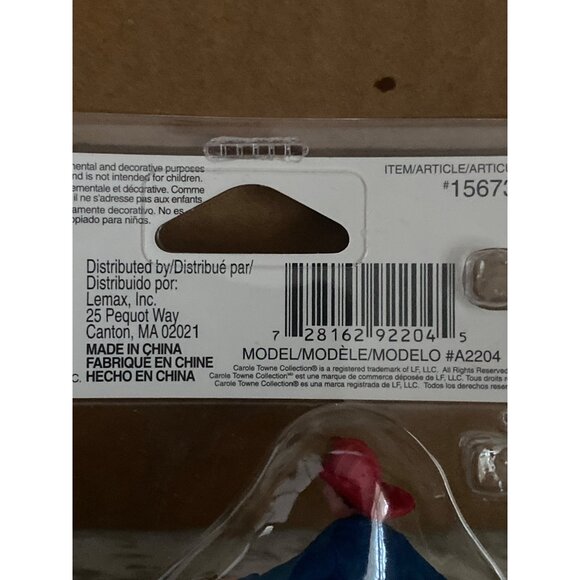 mental and decorative purposes
nd is not intended for children.
ementale et décorative. Comme
il ne s'adresse pas aux enfants
amente decorativo. No es
opiado para niños.
ITEM/ARTICLE/ARTICU
#15673
Distributed by/Distribué par/
Distribuido por:
Lemax, Inc.
25 Pequot Way
Canton, MA 02021
MADE IN CHINA
FABRIQUÉ EN CHINE
C. HECHO EN CHINA
7 28162 92204 5
MODEL/MODÈLE/MODELO #A2204
Carole Towne Collection® is a registered trademark of LF, LLC. All Rights Reserved
Carole Towne Collection MD est une marque de commerce déposée de LF, LLC. Tous droits r
Carole Towne Collection® es una marca registrada de LF, LLC. Todos los derechos reser